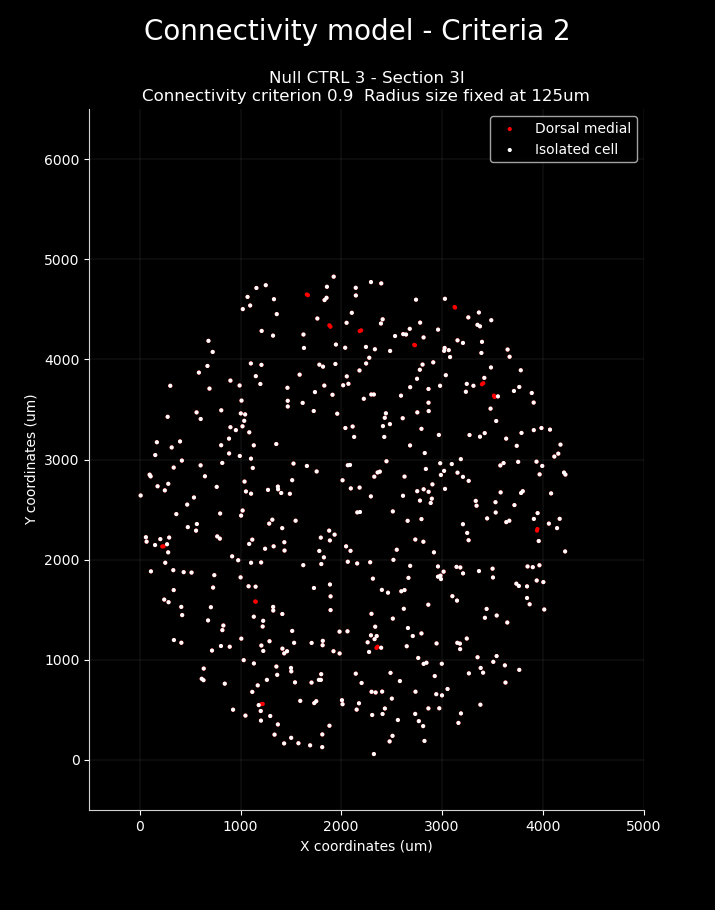 Connectivity model - Criteria 2
Null CTRL 3 - Section 3l
Connectivity criterion 0.9  Radius size fixed at 125um
Dorsal medial
Isolated cell
6000
5000
4000
3000
2000
1000
0
Y coordinates (um)
0 1000 2000 3000 4000 5000
X coordinates (um)